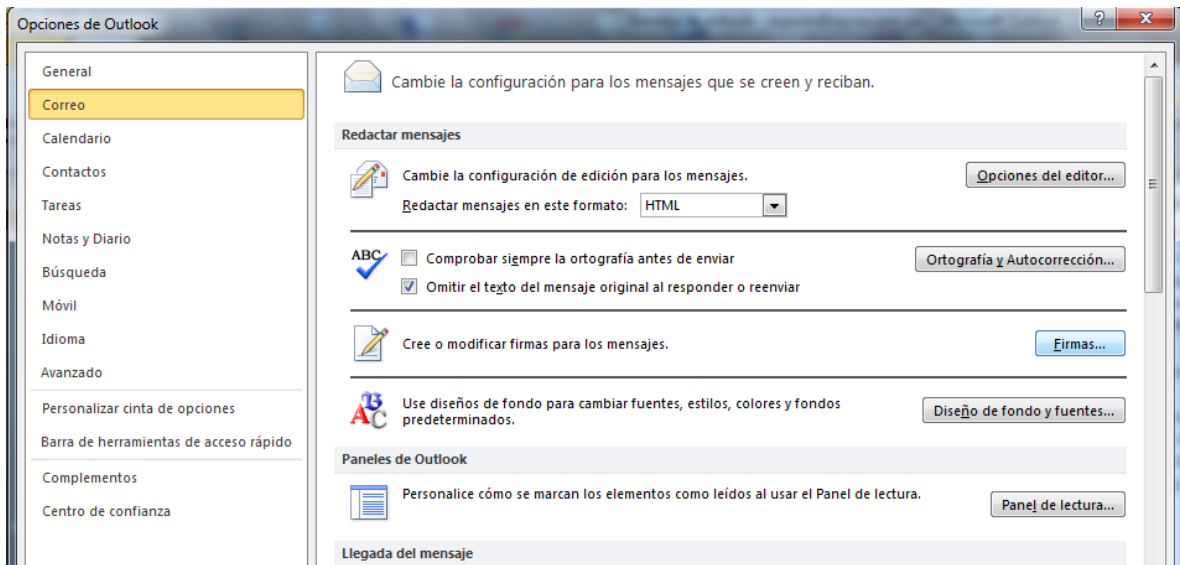 Opciones de Outlook
General
Correo
Calendario
Contactos
Tareas
Notas y Diario
Búsqueda
Móvil
Idioma
Avanzado
Personalizar cinta de opciones
Barra de herramientas de acceso rápido
Complementos
Centro de confianza
Cambie la configuración para los mensajes que se creen y reciban.
Redactar mensajes
Cambie la configuración de edición para los mensajes.
Opciones del editor...
Redactar mensajes en este formato: HTML
ABC
Comprobar siempre la ortografía antes de enviar
Ortografía y Autocorrección...
Omitir el texto del mensaje original al responder o reenviar
Cree o modificar firmas para los mensajes.
Firmas...
Use diseños de fondo para cambiar fuentes, estilos, colores y fondos
predeterminados.
Diseño de fondo y fuentes...
Paneles de Outlook
Personalice cómo se marcan los elementos como leídos al usar el Panel de lectura.
Panel de lectura...
Llegada del mensaje